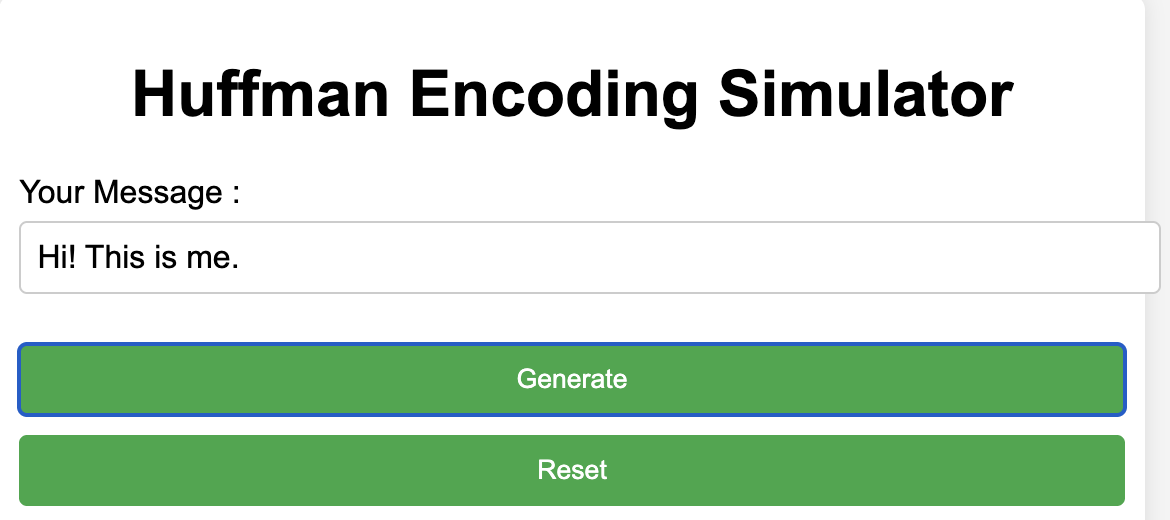 Huffman Encoding Simulator
Your Message :
Hi! This is me.
Generate
Reset